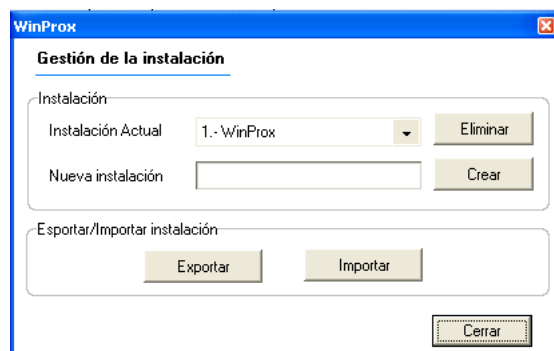 WinProx
Gestión de la instalación
Instalación
Instalación Actual 1.- WinProx Eliminar
Nueva instalación Crear
Esportar/Importar instalación
Exportar Importar
Cerrar